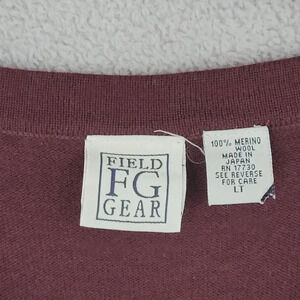 FIELD
FG
GEAR
100% MERINO
WOOL
MADE IN
JAPAN
RN 17730
SEE REVERSE
FOR CARE
LT